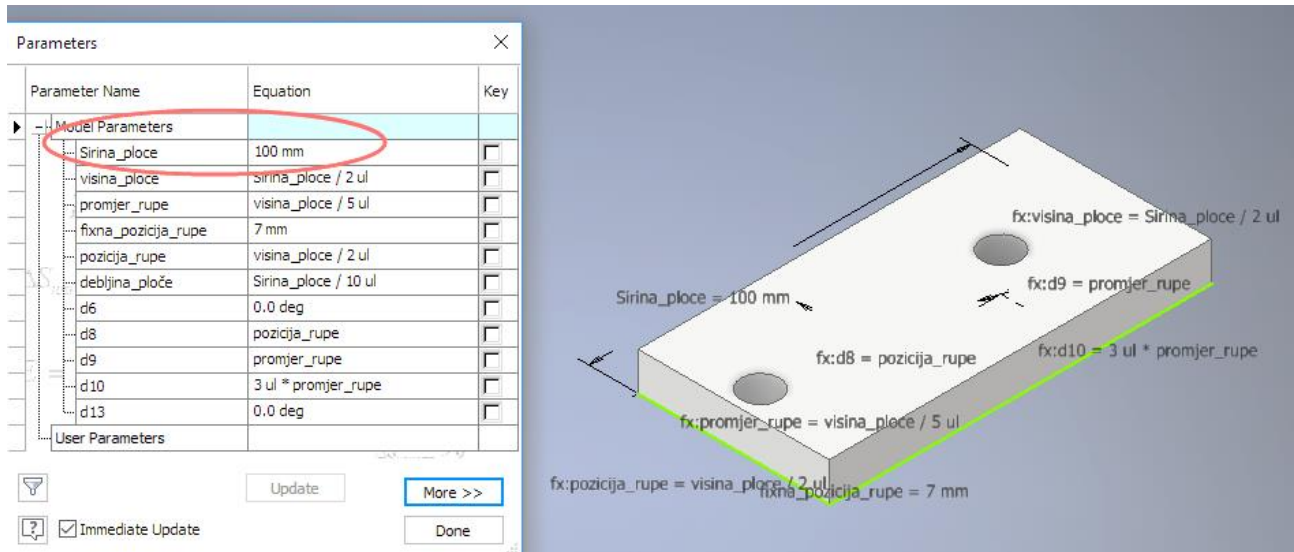 Parameters
Parameter Name Equation Key
Model Parameters
Sirina_ploce 100 mm
visina_ploce Sirina_ploce / 2 ul
promjer_rupe visina_ploce / 5 ul
fixna_pozicija_rupe 7 mm
pozicija_rupe visina_ploce / 2 ul
debljina_ploče Sirina_ploce / 10 ul
d6 0.0 deg
d8 pozicija_rupe
d9 promjer_rupe
d10 3 ul * promjer_rupe
d13 0.0 deg
User Parameters
Update
More >>
Immediate Update
Done
fx:visina_ploce = Sirina_ploce / 2 ul
fx:d9 = promjer_rupe
Sirina_ploce = 100 mm
fx:d10 = 3 ul * promjer_rupe
fx:d8 = pozicija_rupe
fx:promjer_rupe = visina_ploce / 5 ul
fx:pozicija_rupe = visina_ploce / 2 ul
fixna_pozicija_rupe = 7 mm